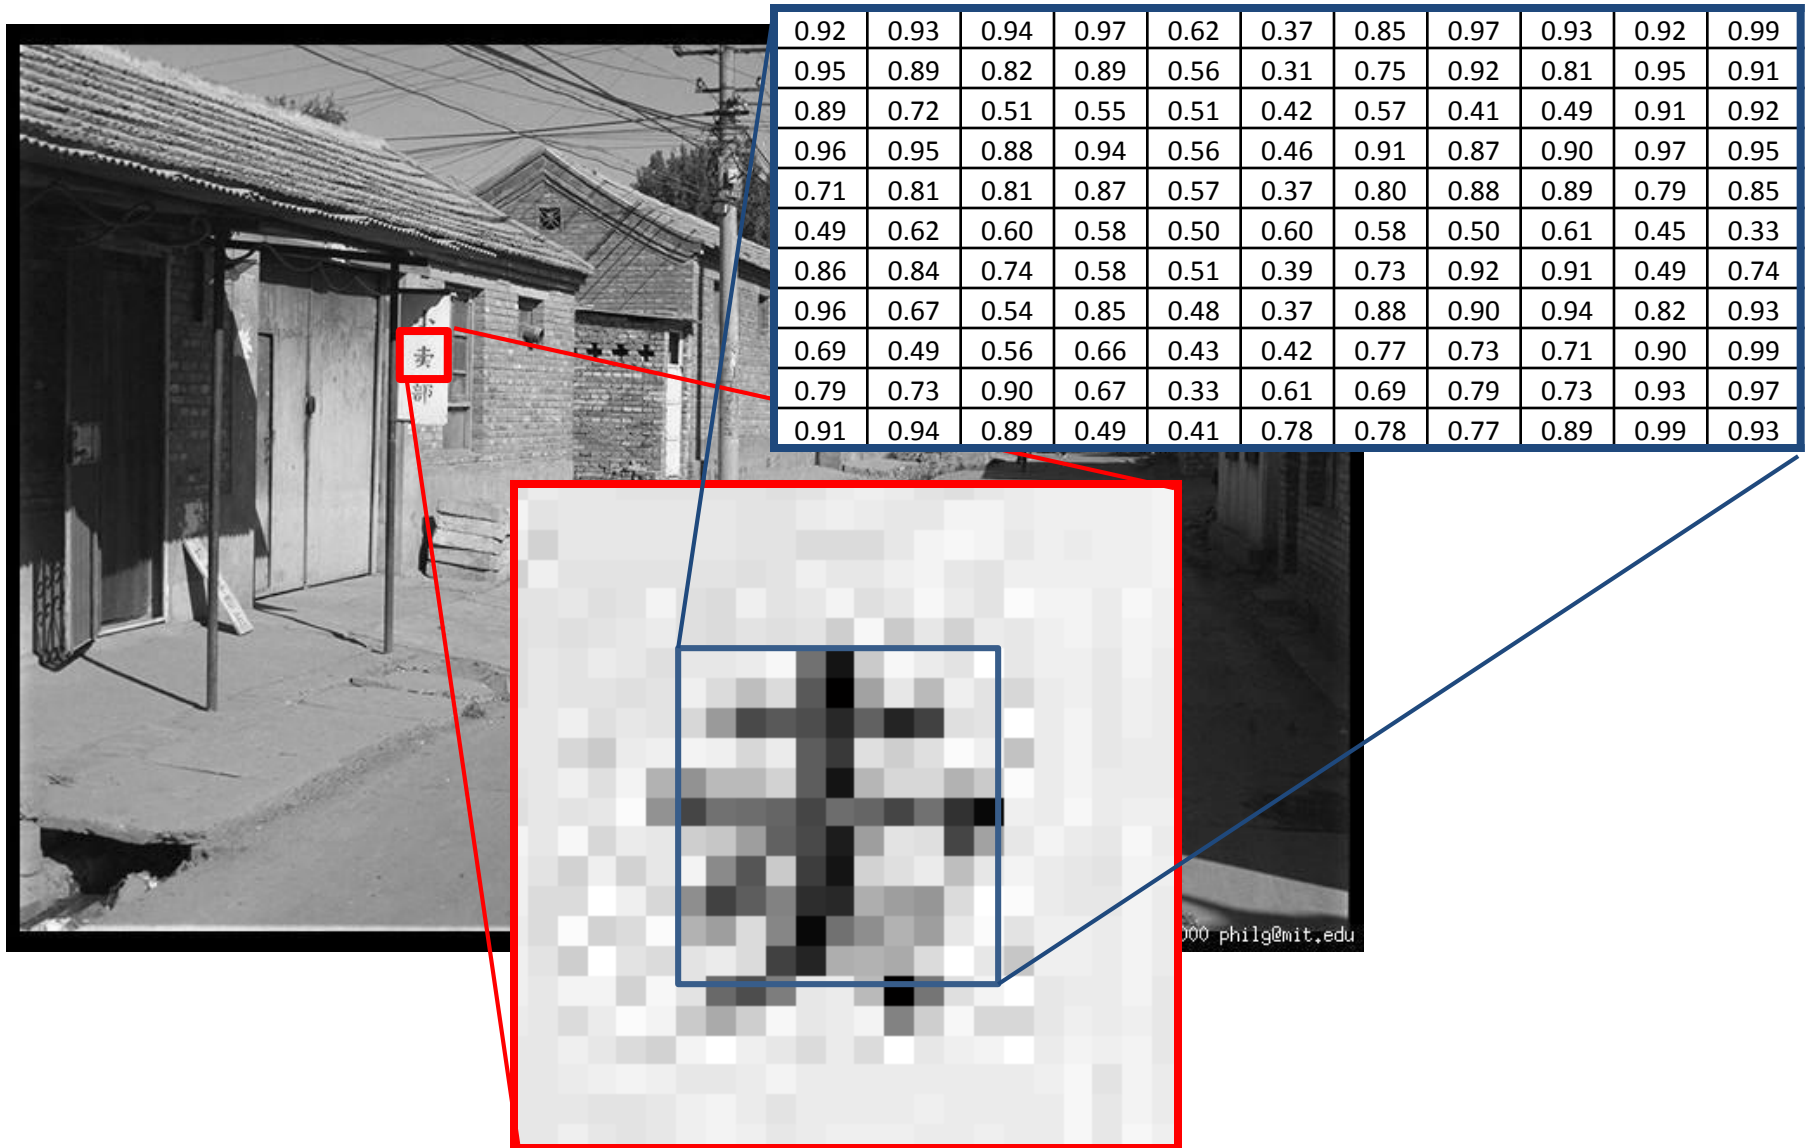 0.92 0.93 0.94 0.97 0.62 0.37 0.85 0.97 0.93 0.92 0.99
0.95 0.89 0.82 0.89 0.56 0.31 0.75 0.92 0.81 0.95 0.91
0.89 0.72 0.51 0.55 0.51 0.42 0.57 0.41 0.49 0.91 0.92
0.96 0.95 0.88 0.94 0.56 0.46 0.91 0.87 0.90 0.97 0.95
0.71 0.81 0.81 0.87 0.57 0.37 0.80 0.88 0.89 0.79 0.85
0.49 0.62 0.60 0.58 0.50 0.60 0.58 0.50 0.61 0.45 0.33
0.86 0.84 0.74 0.58 0.51 0.39 0.73 0.92 0.91 0.49 0.74
0.96 0.67 0.54 0.85 0.48 0.37 0.88 0.90 0.94 0.82 0.93
0.69 0.49 0.56 0.66 0.43 0.42 0.77 0.73 0.71 0.90 0.99
0.79 0.73 0.90 0.67 0.33 0.61 0.69 0.79 0.73 0.93 0.97
0.91 0.94 0.89 0.49 0.41 0.78 0.78 0.77 0.89 0.99 0.93
卖
部
000 philg@mit.edu